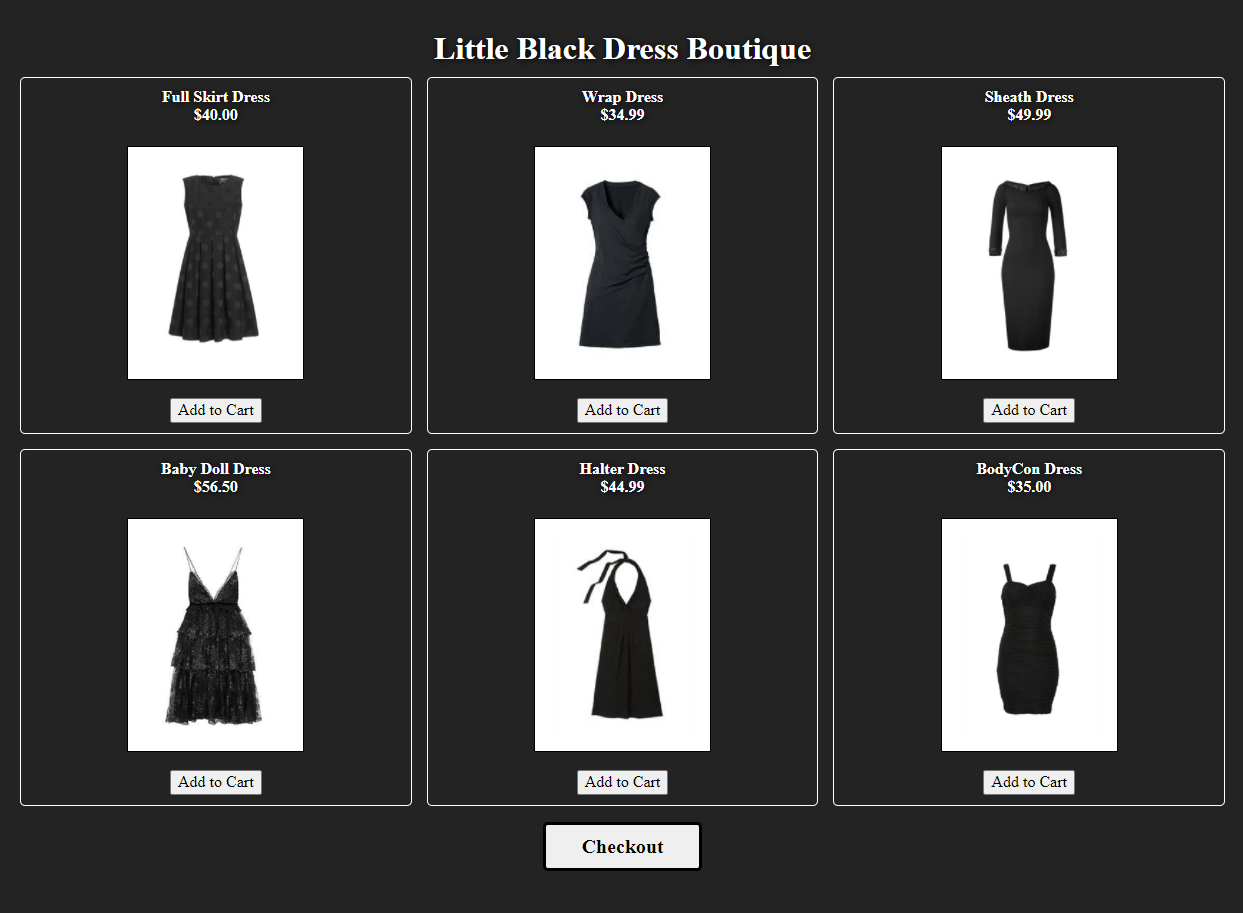 Little Black Dress Boutique
Full Skirt Dress
$40.00
Add to Cart
Wrap Dress
$34.99
Add to Cart
Sheath Dress
$49.99
Add to Cart
Baby Doll Dress
$56.50
Add to Cart
Halter Dress
$44.99
Add to Cart
BodyCon Dress
$35.00
Add to Cart
Checkout